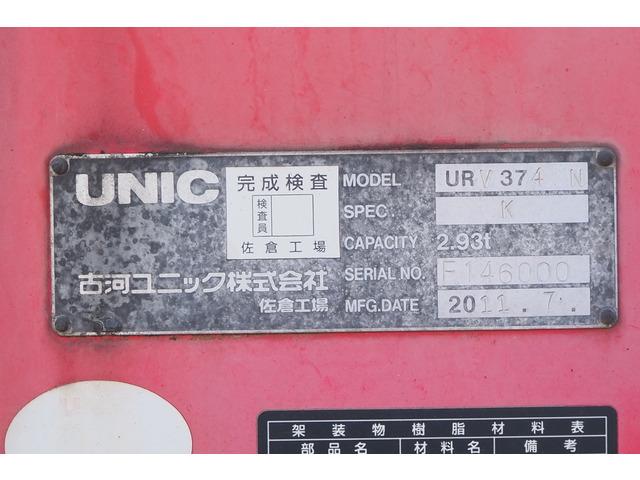 UNIC
完成検査
検査員
佐倉工場
古河ユニック株式会社
佐倉工場
MODEL URV374 N
SPEC. K
CAPACITY 2.93t
SERIAL NO. F146000
MFG.DATE 2011.7.
架装物樹脂材料表
部品名 材料名 備考